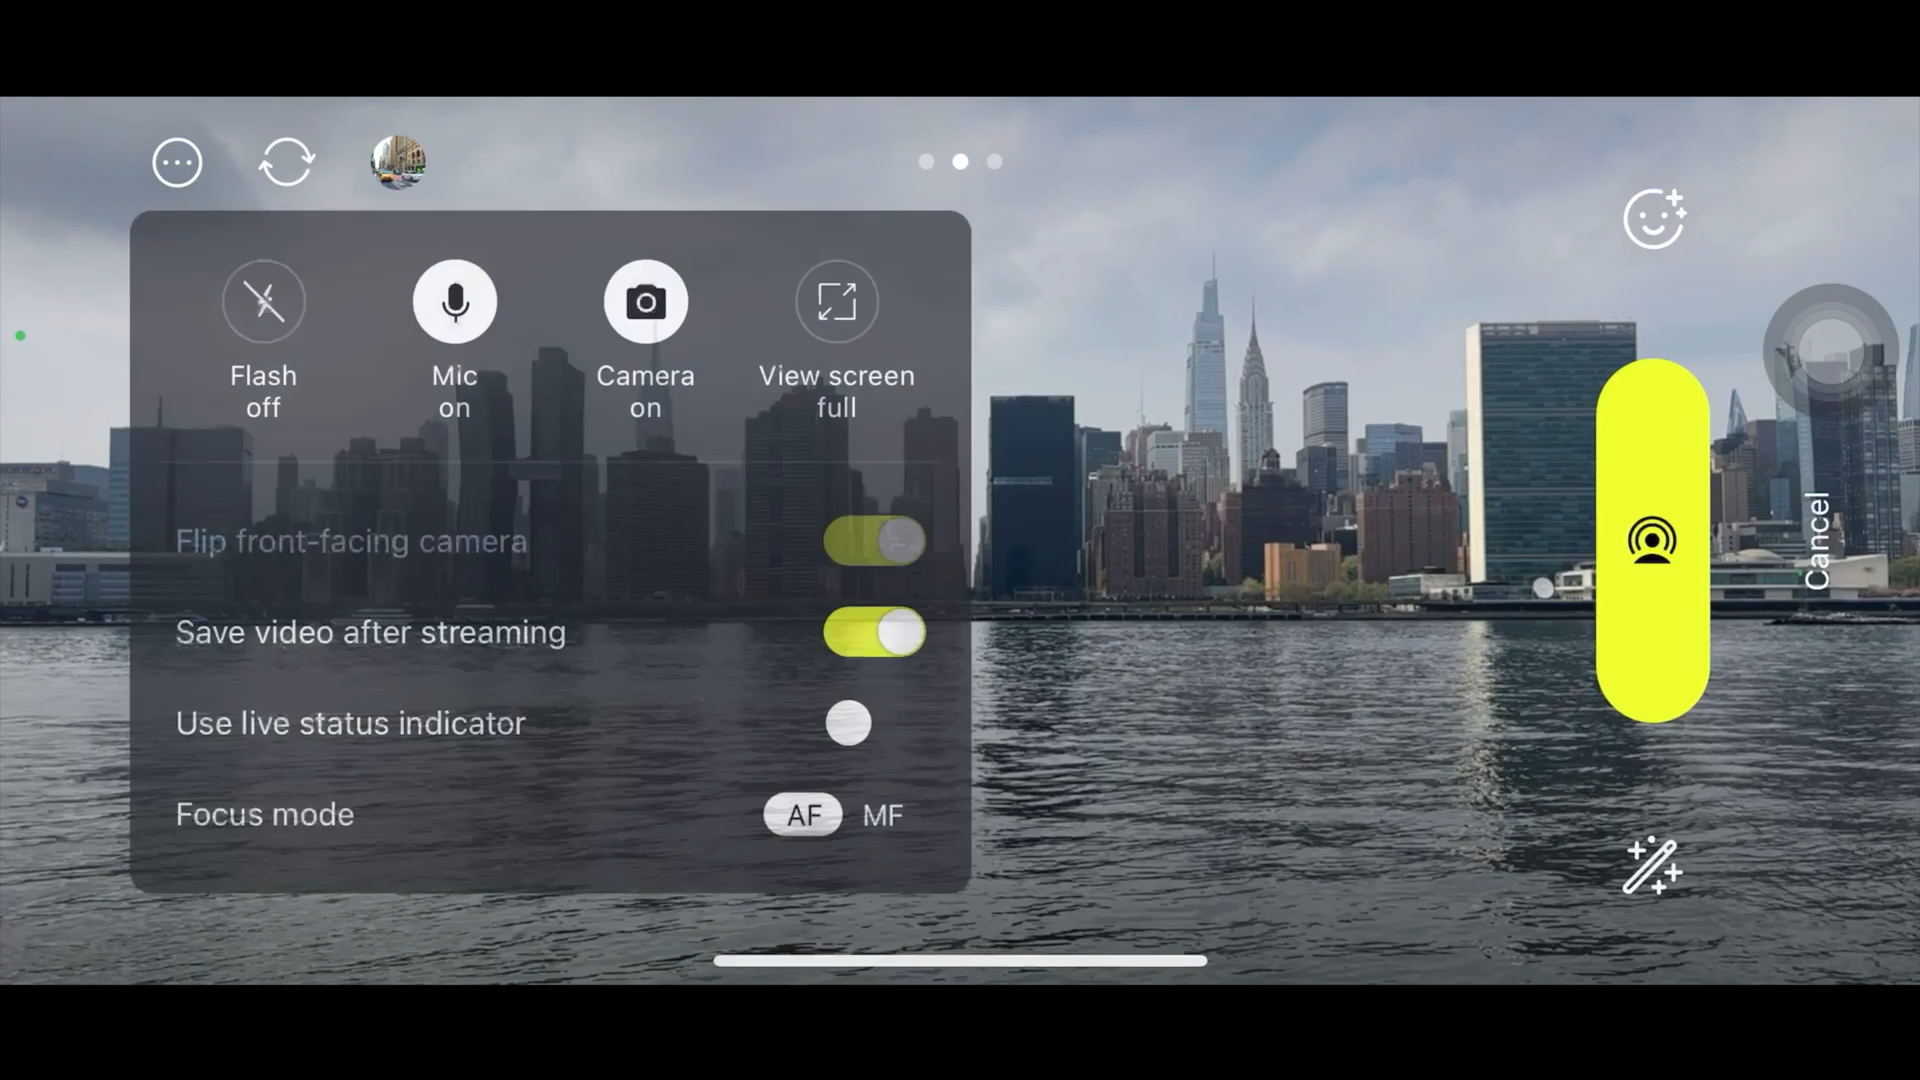 Flash
off
Mic
on
Camera
on
View screen
full
Flip front-facing camera
Save video after streaming
Use live status indicator
Focus mode
AF MF
Cancel